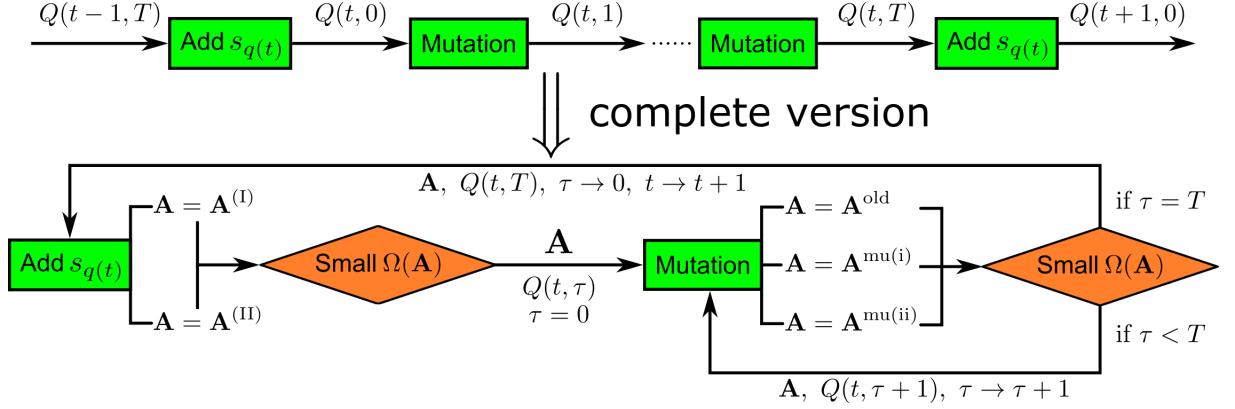 Q(t−1,T) Q(t,0) Q(t,1) Q(t,T) Q(t+1,0)
Add s_{q(t)} Mutation ...... Mutation Add s_{q(t)}
complete version
A, Q(t,T), τ → 0, t → t + 1
A = A^{(I)} A = A^{old} if τ = T
Add s_{q(t)} Small Ω(A) A Mutation A = A^{mu(i)} Small Ω(A)
Q(t,τ)
τ = 0
A = A^{(II)} A = A^{mu(ii)} if τ < T
A, Q(t,τ+1), τ → τ + 1